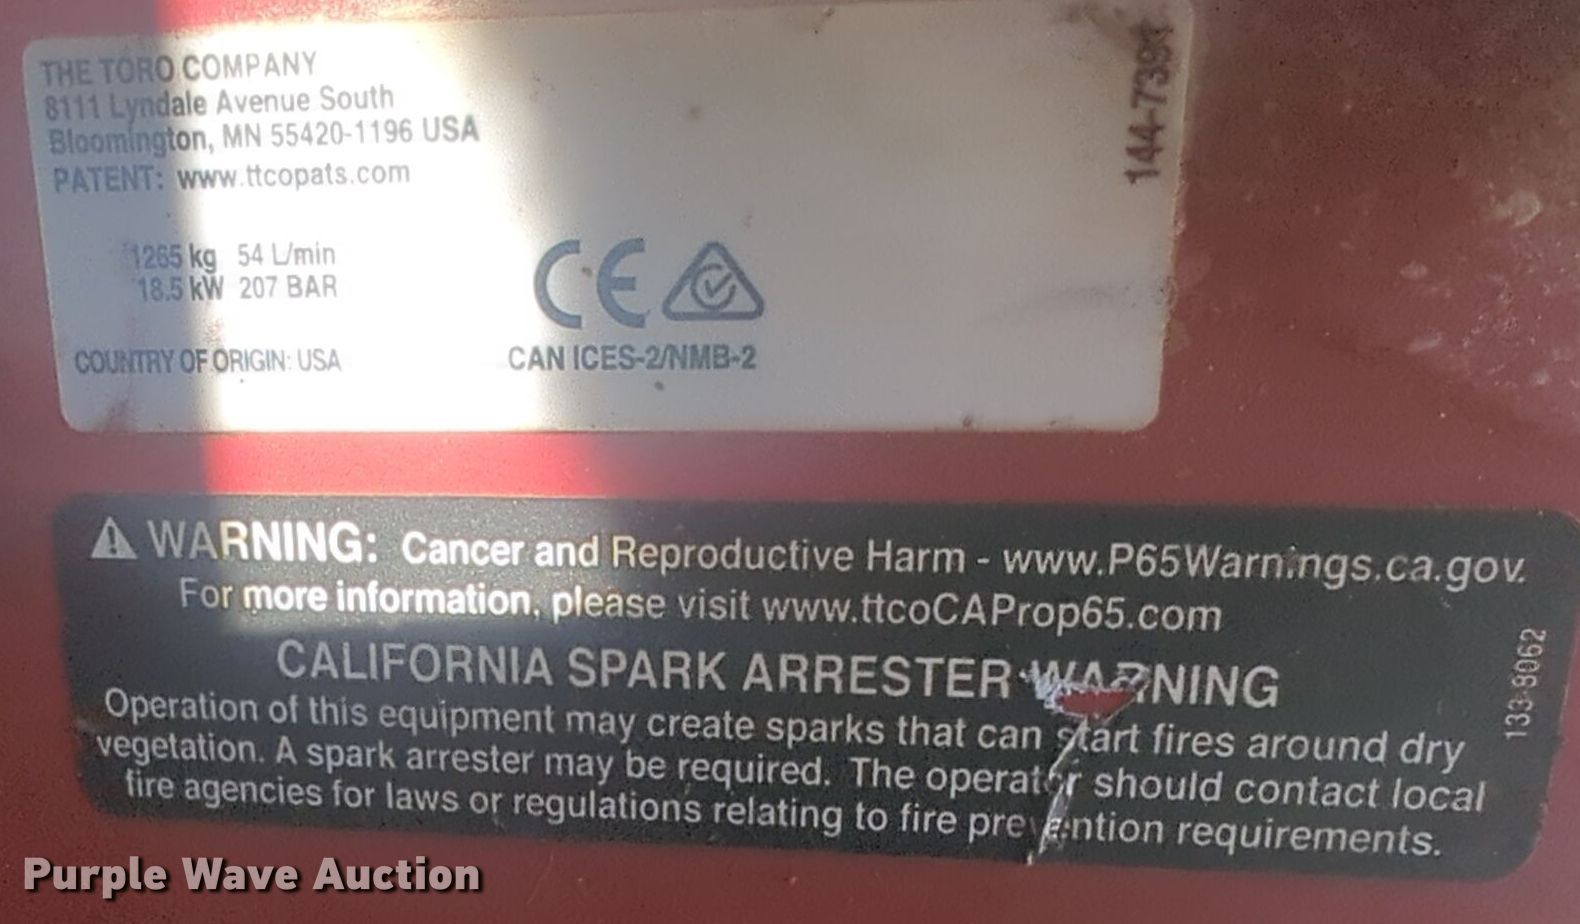 THE TORO COMPANY
8111 Lyndale Avenue South
Bloomington, MN 55420-1196 USA
PATENT: www.ttcopats.com
1265 kg 54 L/min
18.5 kW 207 BAR
COUNTRY OF ORIGIN: USA
CE
CAN ICES-2/NMB-2
144-7391
WARNING: Cancer and Reproductive Harm - www.P65Warnings.ca.gov.
For more information, please visit www.ttcoCAProp65.com
CALIFORNIA SPARK ARRESTER WARNING
Operation of this equipment may create sparks that can start fires around dry
vegetation. A spark arrester may be required. The operator should contact local
fire agencies for laws or regulations relating to fire prevention requirements.
133-8062
Purple Wave Auction